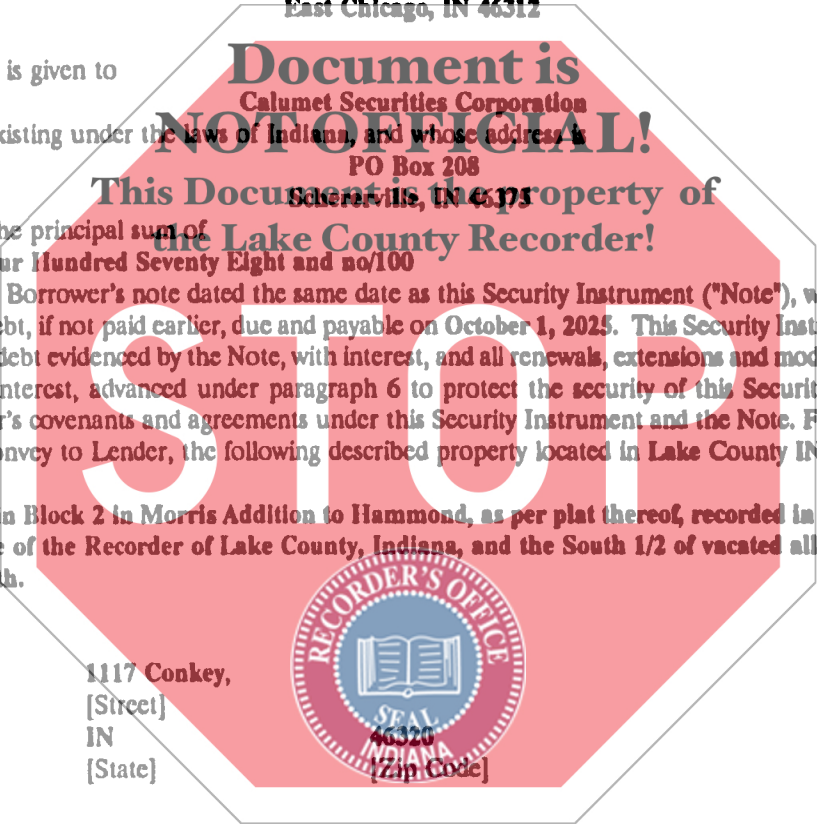 East Chicago, IN 46312
Document is
is given to
Calumet Securities Corporation
NOT OFFICIAL!
xisting under the laws of Indiana, and whose address is
PO Box 208
This Document is the property of
Schererville, IN 46375
he principal sum of
the Lake County Recorder!
ur Hundred Seventy Eight and no/100
Borrower's note dated the same date as this Security Instrument ("Note"), w
ebt, if not paid earlier, due and payable on October 1, 2025. This Security Inst
debt evidenced by the Note, with interest, and all renewals, extensions and mod
nterest, advanced under paragraph 6 to protect the security of this Securit
r's covenants and agreements under this Security Instrument and the Note. F
onvey to Lender, the following described property located in Lake County IN
STOP
in Block 2 in Morris Addition to Hammond, as per plat thereof, recorded in
e of the Recorder of Lake County, Indiana, and the South 1/2 of vacated all
th.
RECORDER'S OFFICE
1117 Conkey,
[Street]
SEAL
IN
46320
INDIANA
[State]
[Zip Code]